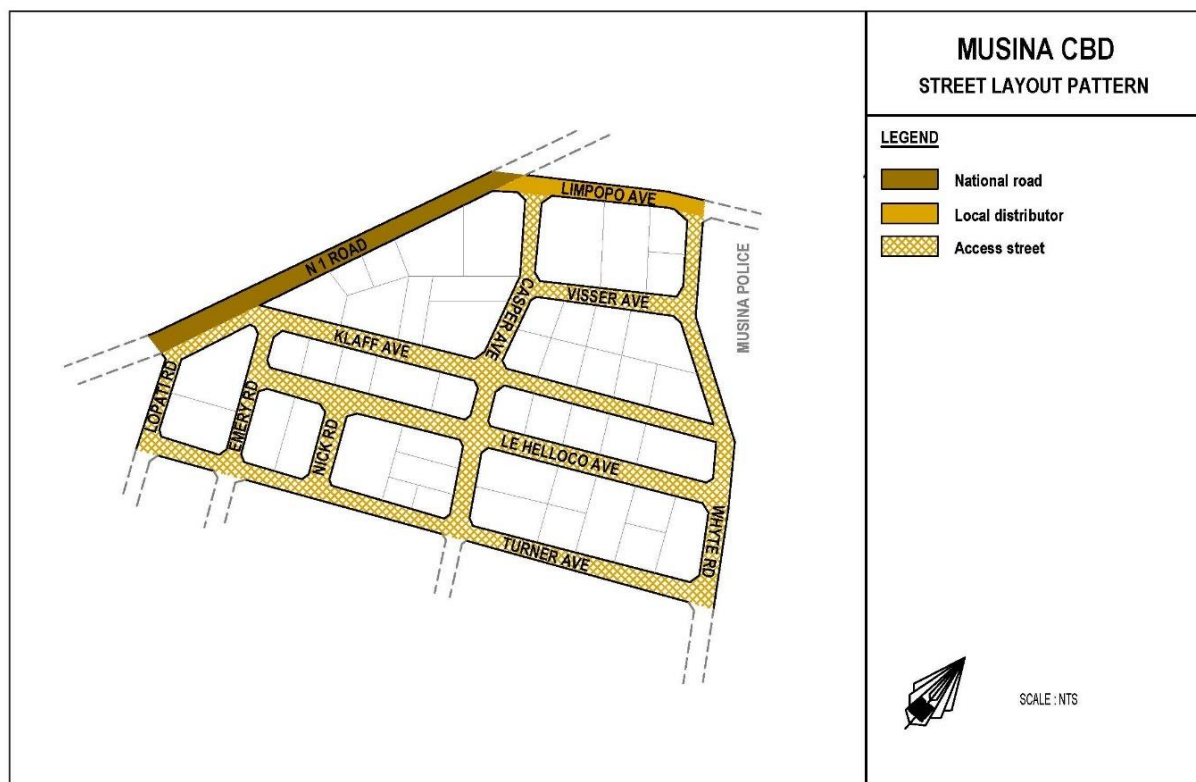 MUSINA CBD
STREET LAYOUT PATTERN
LEGEND
National road
Local distributor
Access street
LIMPOPO AVE
N 1 ROAD
CASPER AVE
VISSER AVE
MUSINA POLICE
KLAFF AVE
LOPATI RD
EMERY RD
NICK RD
LE HELLOCO AVE
WHYTE RD
TURNER AVE
SCALE : NTS